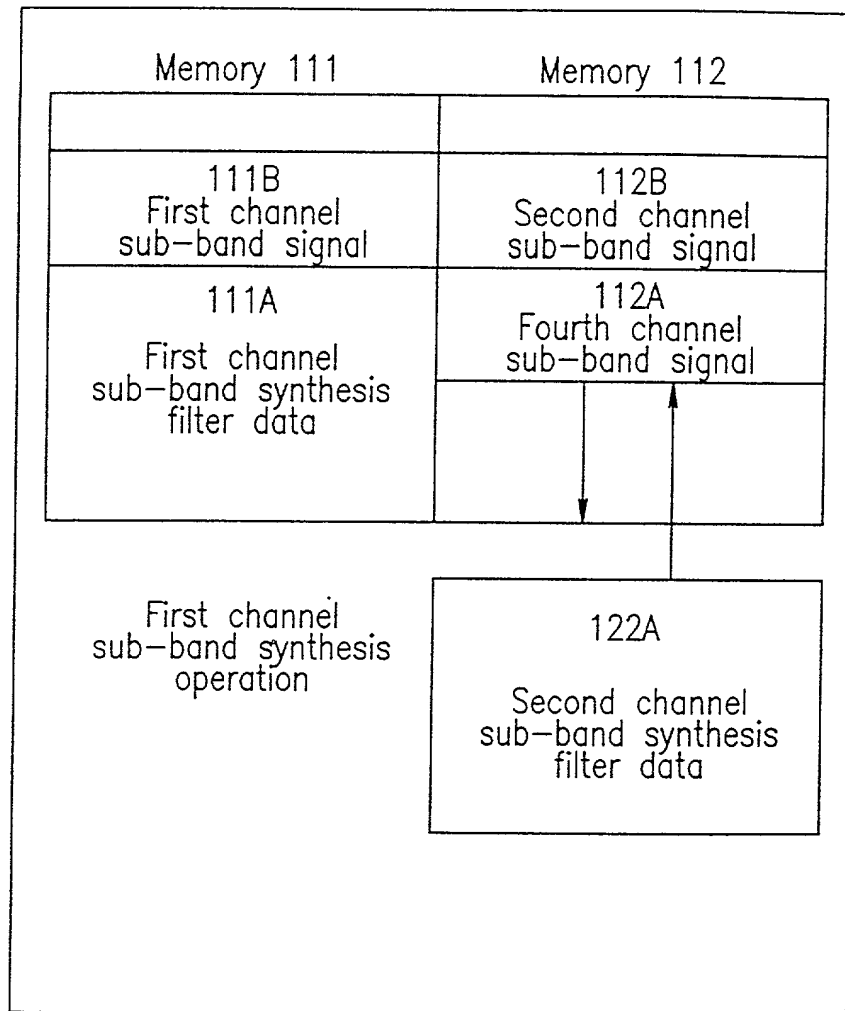 Memory 111
Memory 112
111B
First channel
sub-band signal
112B
Second channel
sub-band signal
111A
First channel
sub-band synthesis
filter data
112A
Fourth channel
sub-band signal
First channel
sub-band synthesis
operation
122A
Second channel
sub-band synthesis
filter data